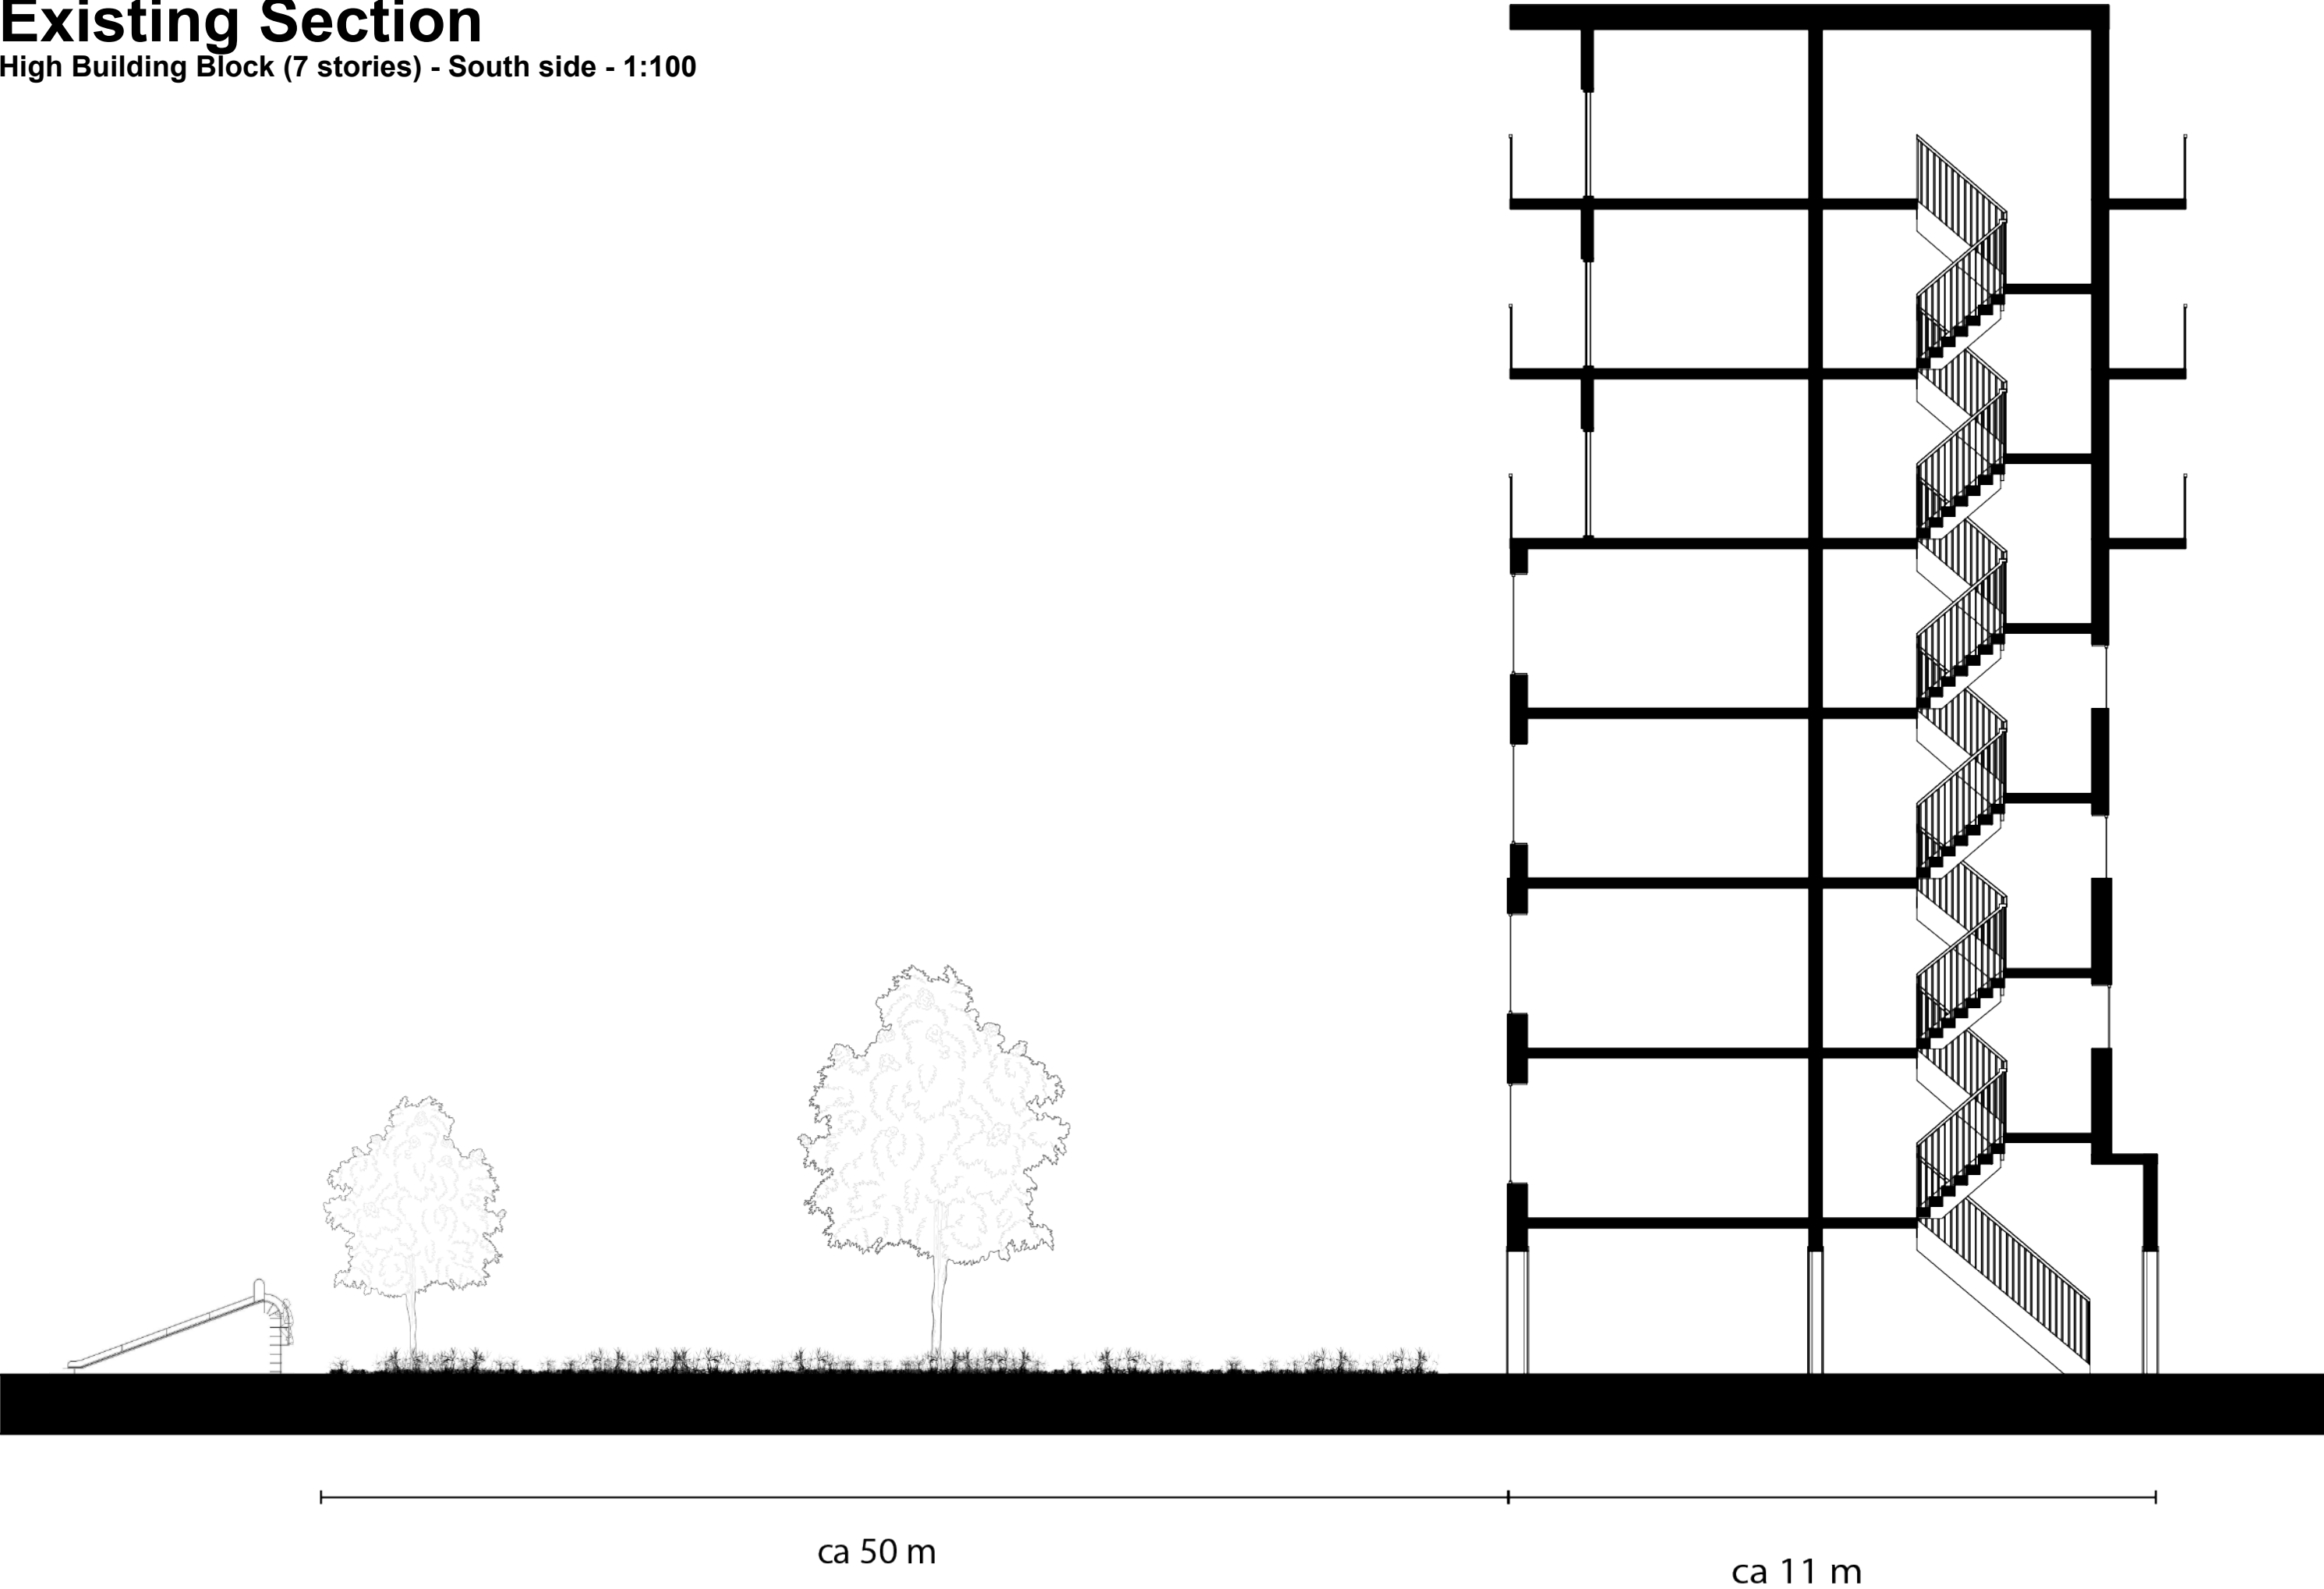 Existing Section
High Building Block (7 stories) - South side - 1:100
ca 50 m
ca 11 m